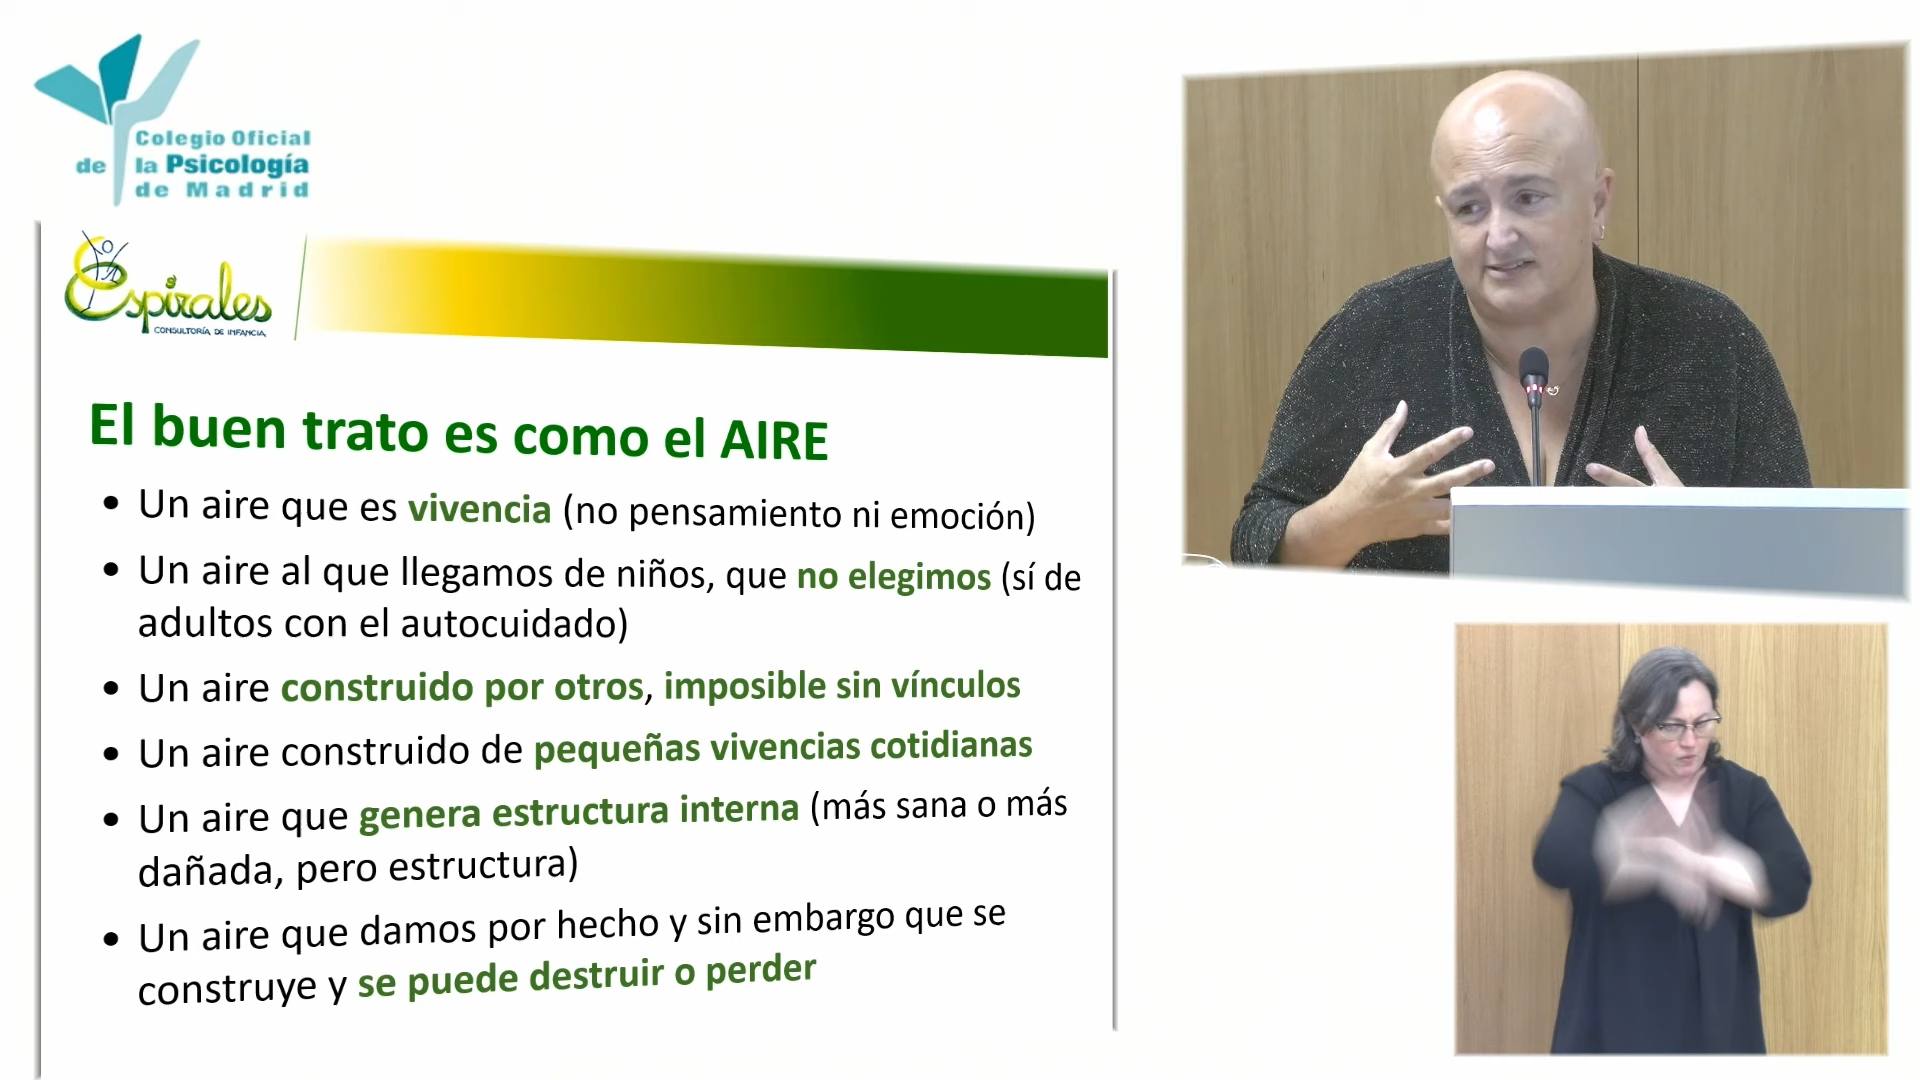 Colegio Oficial
de la Psicología
de Madrid
Espirales
CONSULTORÍA DE INFANCIA
El buen trato es como el AIRE
• Un aire que es vivencia (no pensamiento ni emoción)
• Un aire al que llegamos de niños, que no elegimos (sí de
adultos con el autocuidado)
• Un aire construido por otros, imposible sin vínculos
• Un aire construido de pequeñas vivencias cotidianas
• Un aire que genera estructura interna (más sana o más
dañada, pero estructura)
• Un aire que damos por hecho y sin embargo que se
construye y se puede destruir o perder